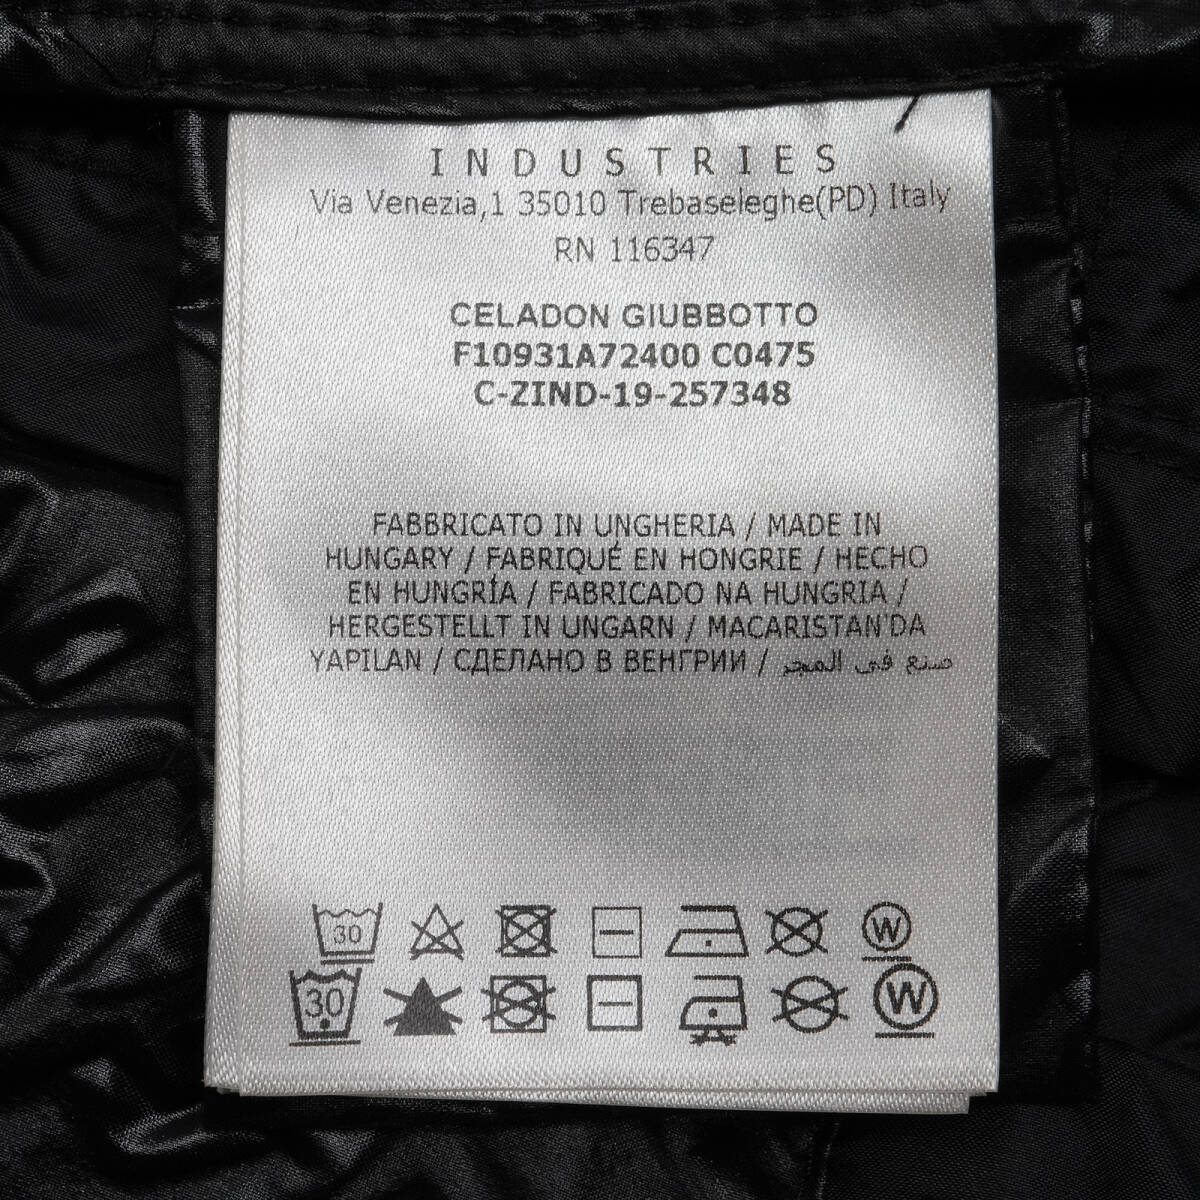 INDUSTRIES
Via Venezia,1 35010 Trebaseleghe(PD) Italy
RN 116347
CELADON GIUBBOTTO
F10931A72400 C0475
C-ZIND-19-257348
FABBRICATO IN UNGHERIA / MADE IN
HUNGARY / FABRIQUÉ EN HONGRIE / HECHO
EN HUNGRÍA / FABRICADO NA HUNGRIA /
HERGESTELLT IN UNGARN / MACARISTAN'DA
YAPILAN / СДЕЛАНО В ВЕНГРИИ / صنع في المجر
30 W
30 W